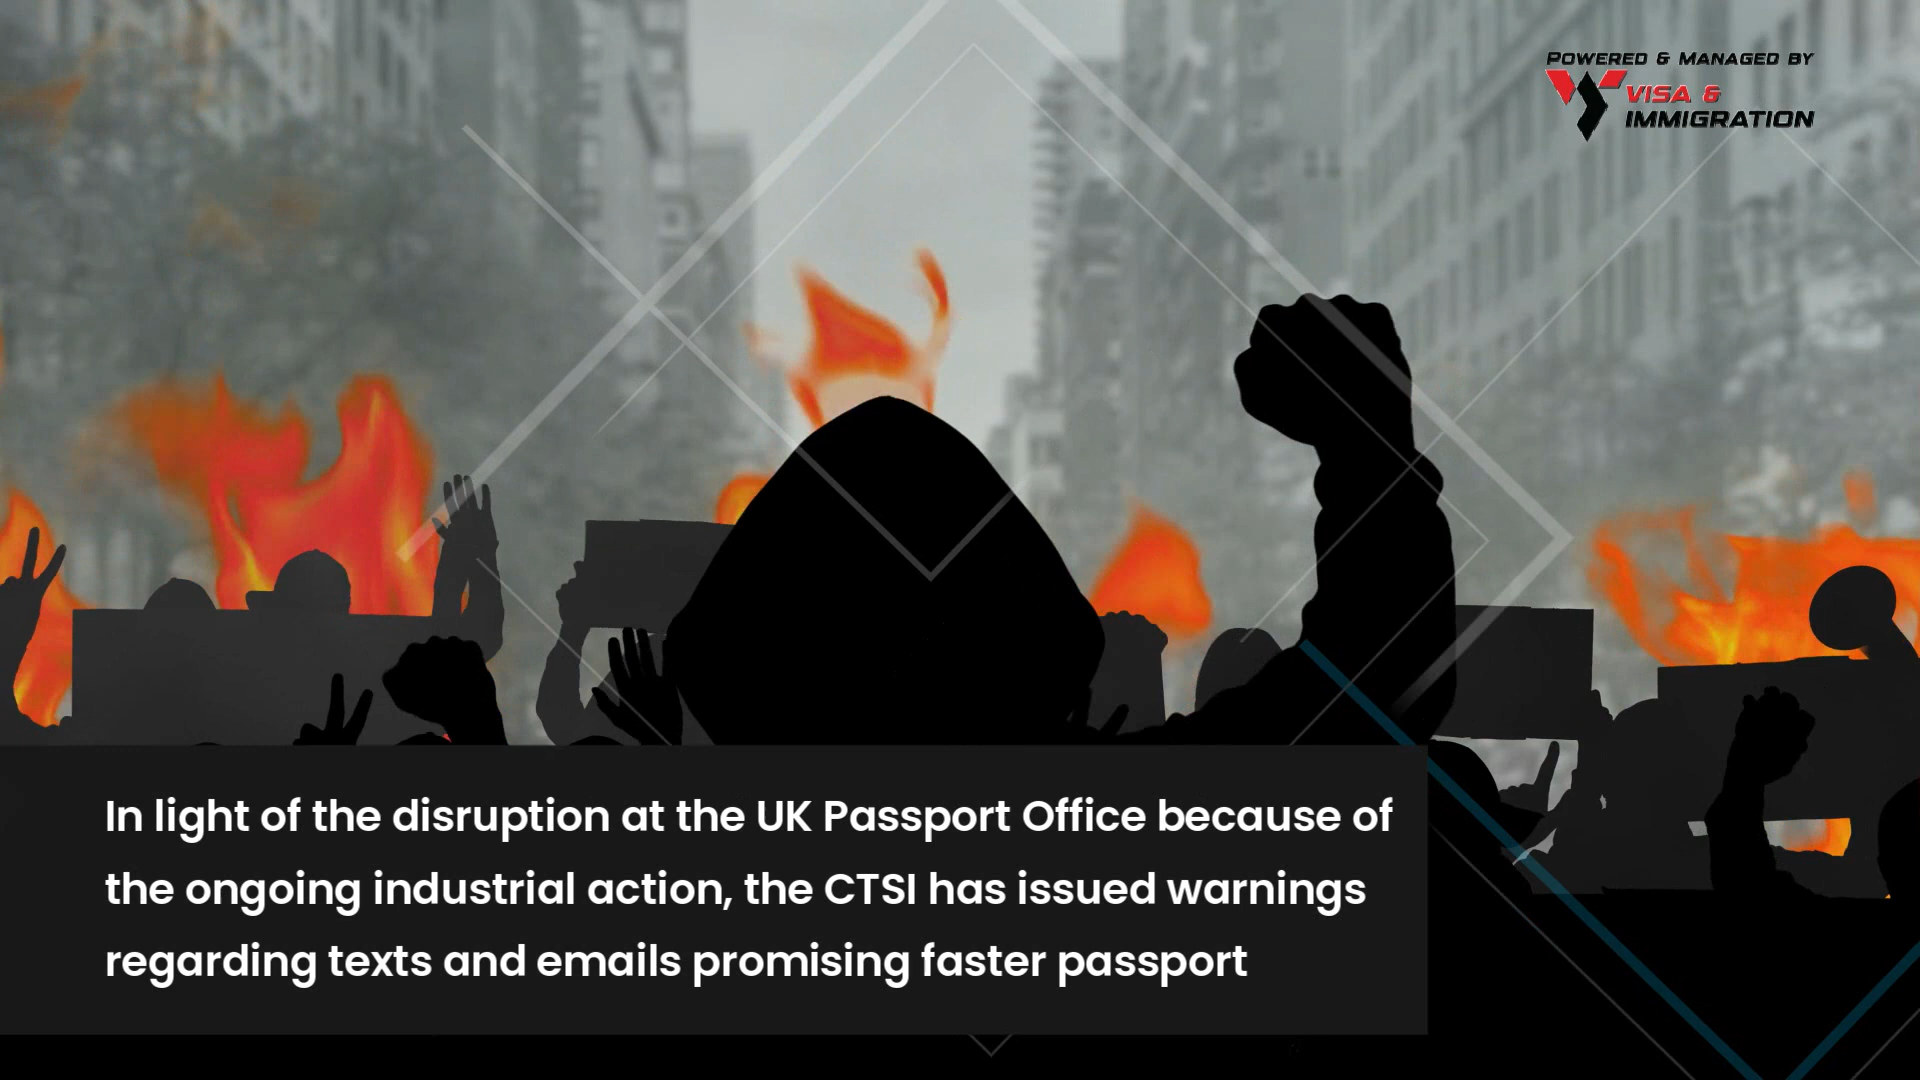 POWERED & MANAGED BY
VISA &
IMMIGRATION
In light of the disruption at the UK Passport Office because of
the ongoing industrial action, the CTSI has issued warnings
regarding texts and emails promising faster passport